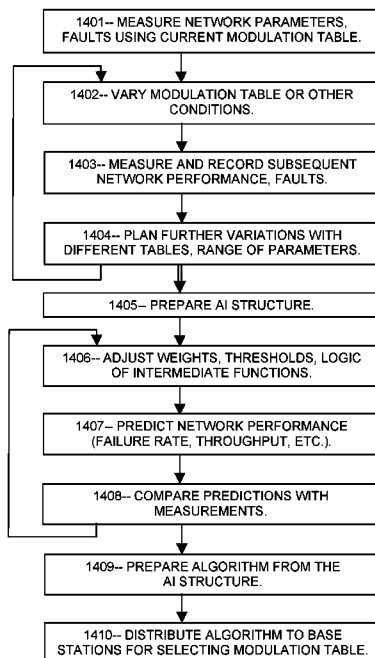 1401-- MEASURE NETWORK PARAMETERS,
FAULTS USING CURRENT MODULATION TABLE.
1402-- VARY MODULATION TABLE OR OTHER
CONDITIONS.
1403-- MEASURE AND RECORD SUBSEQUENT
NETWORK PERFORMANCE, FAULTS.
1404-- PLAN FURTHER VARIATIONS WITH
DIFFERENT TABLES, RANGE OF PARAMETERS.
1405-- PREPARE AI STRUCTURE.
1406-- ADJUST WEIGHTS, THRESHOLDS, LOGIC
OF INTERMEDIATE FUNCTIONS.
1407-- PREDICT NETWORK PERFORMANCE
(FAILURE RATE, THROUGHPUT, ETC.).
1408-- COMPARE PREDICTIONS WITH
MEASUREMENTS.
1409-- PREPARE ALGORITHM FROM THE
AI STRUCTURE.
1410-- DISTRIBUTE ALGORITHM TO BASE
STATIONS FOR SELECTING MODULATION TABLE.